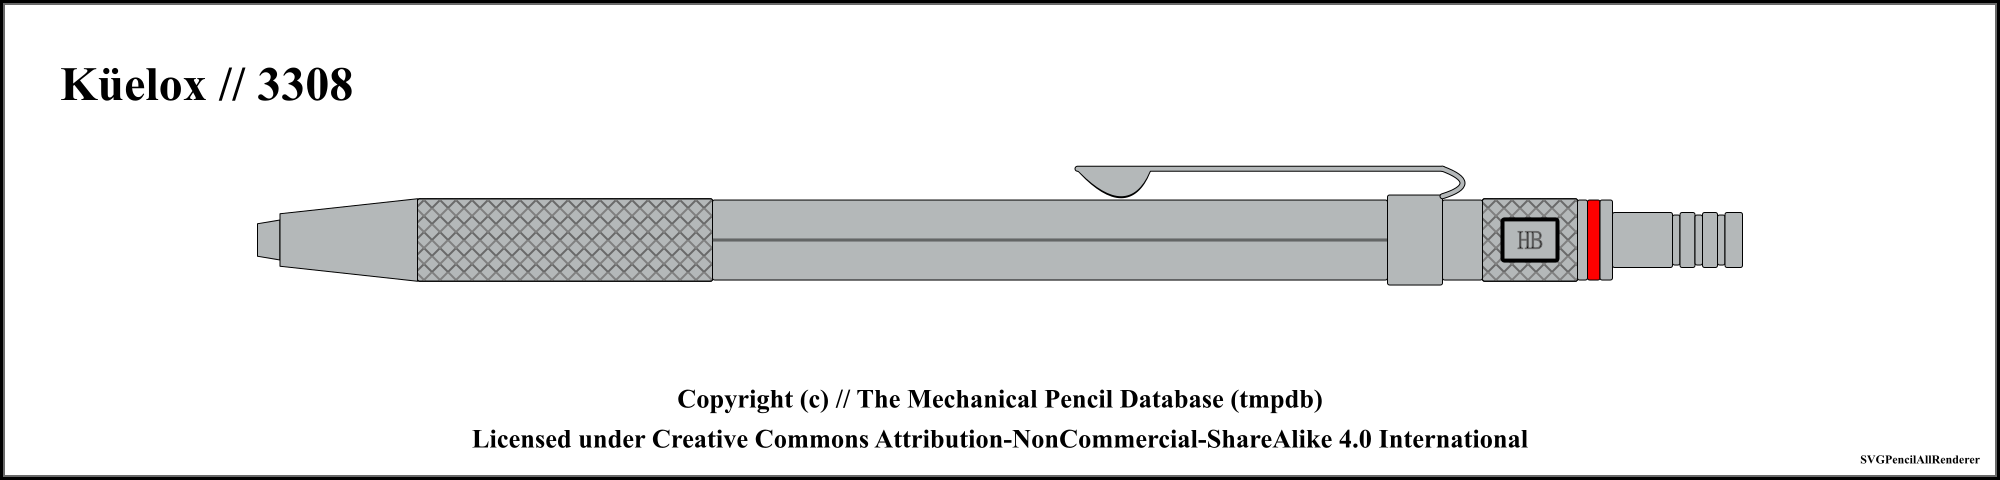 Küelox // 3308
HB
Copyright (c) // The Mechanical Pencil Database (tmpdb)
Licensed under Creative Commons Attribution-NonCommercial-ShareAlike 4.0 International
SVGPencilAllRenderer